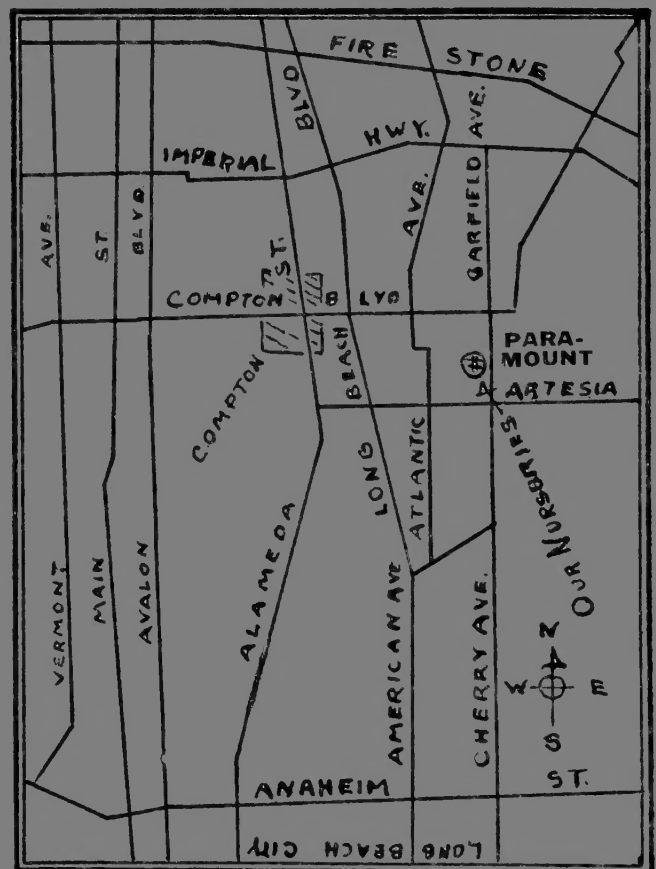 FIRE STONE
BLVD
IMPERIAL HWY.
AVE.
ST.
BLVD.
AVE.
GARFIELD AVE.
ST.
COMPTON BLVD
PARA-
MOUNT
ARTESIA
COMPTON
LONG BEACH
ATLANTIC
OUR NURSURIES
ALAMEDA
VERMONT
MAIN
AVALON
AMERICAN AVE
CHERRY AVE.
N
W E
S
ANAHEIM ST.
LONG BEACH CITY